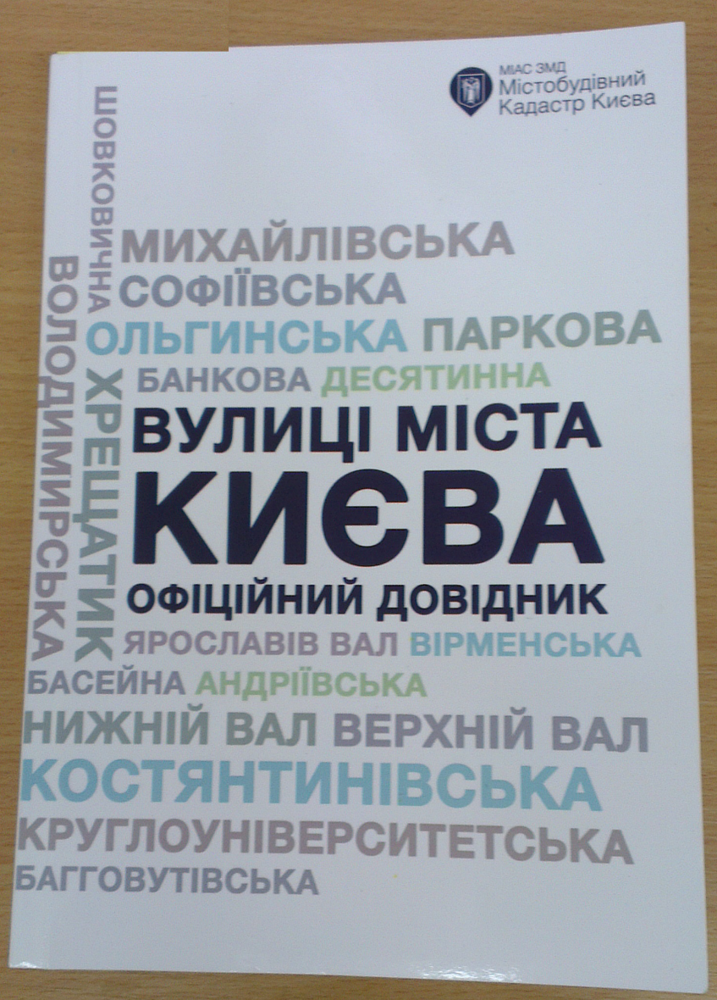 МІАС ЗМД
Містобудівний
Кадастр Києва
ШОВКОВИЧНА
МИХАЙЛІВСЬКА
СОФІЇВСЬКА
ВОЛОДИМИРСЬКА
ОЛЬГИНСЬКА ПАРКОВА
ХРЕЩАТИК
БАНКОВА ДЕСЯТИННА
ВУЛИЦІ МІСТА
КИЄВА
ОФІЦІЙНИЙ ДОВІДНИК
ЯРОСЛАВІВ ВАЛ ВІРМЕНСЬКА
БАСЕЙНА АНДРІЇВСЬКА
НИЖНІЙ ВАЛ ВЕРХНІЙ ВАЛ
КОСТЯНТИНІВСЬКА
КРУГЛОУНІВЕРСИТЕТСЬКА
БАГГОВУТІВСЬКА